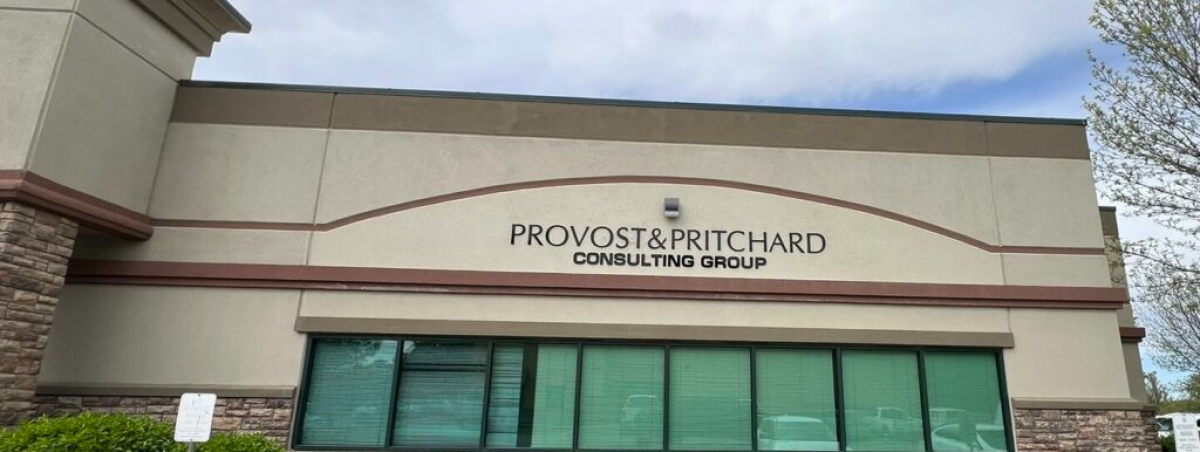 PROVOST&PRITCHARD
CONSULTING GROUP